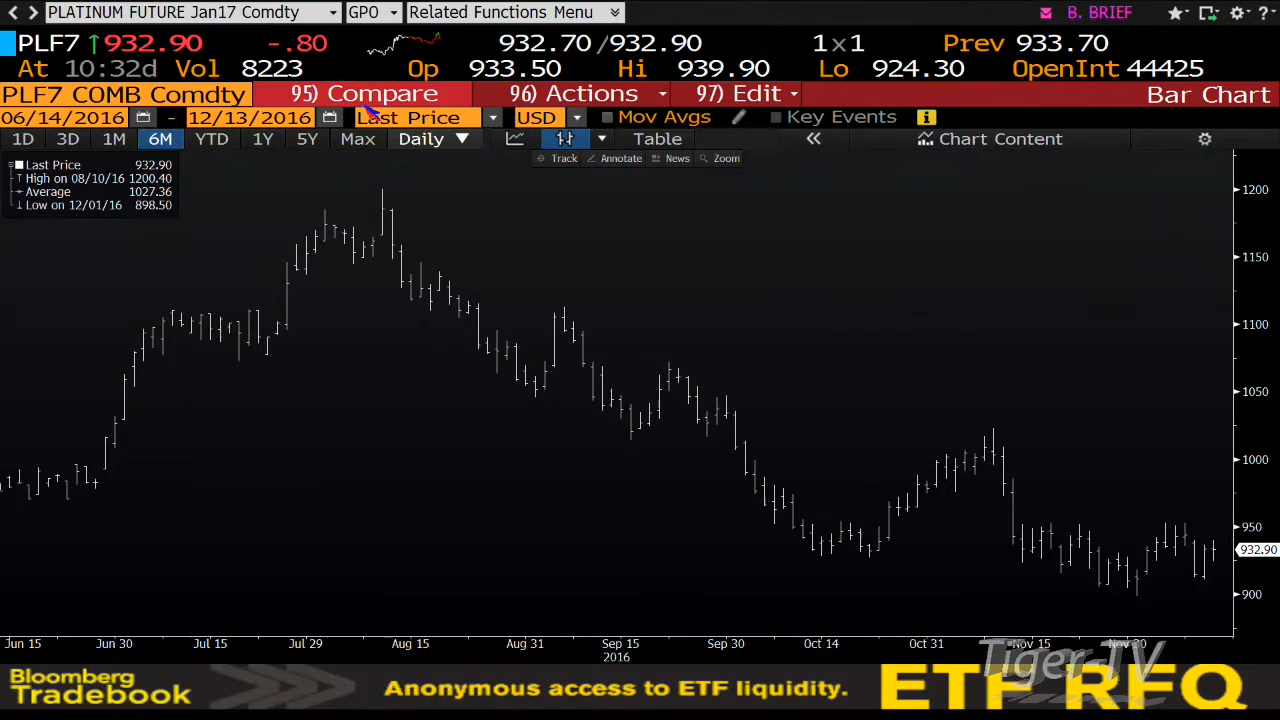 PLATINUM FUTURE Jan17 Comdty GPO Related Functions Menu B. BRIEF ?
PLF7 ↑932.90 -.80 932.70/932.90 1x1 Prev 933.70
At 10:32d Vol 8223 Op 933.50 Hi 939.90 Lo 924.30 OpenInt 44425
PLF7 COMB Comdty 95) Compare 96) Actions 97) Edit Bar Chart
06/14/2016 - 12/13/2016 Last Price USD Mov Avgs Key Events i
1D 3D 1M 6M YTD 1Y 5Y Max Daily ▼ Table « Chart Content
Track Annotate News Zoom
Last Price 932.90
High on 08/10/16 1200.40
Average 1027.36
Low on 12/01/16 898.50
1200
1150
1100
1050
1000
950
932.90
900
Jun 15 Jun 30 Jul 15 Jul 29 Aug 15 Aug 31 Sep 15 Sep 30 Oct 14 Oct 31 Nov 15 Nov 30
2016
Tiger-TV
Bloomberg
Tradebook
Anonymous access to ETF liquidity.
ETF RFQ